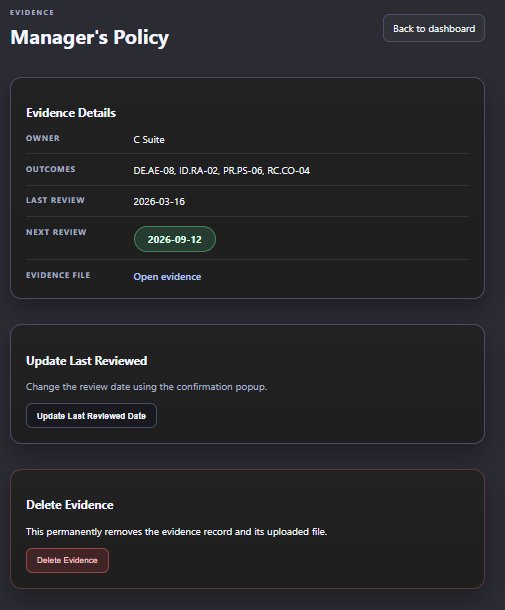 EVIDENCE
Manager's Policy
Back to dashboard
Evidence Details
OWNER C Suite
OUTCOMES DE.AE-08, ID.RA-02, PR.PS-06, RC.CO-04
LAST REVIEW 2026-03-16
NEXT REVIEW 2026-09-12
EVIDENCE FILE Open evidence
Update Last Reviewed
Change the review date using the confirmation popup.
Update Last Reviewed Date
Delete Evidence
This permanently removes the evidence record and its uploaded file.
Delete Evidence